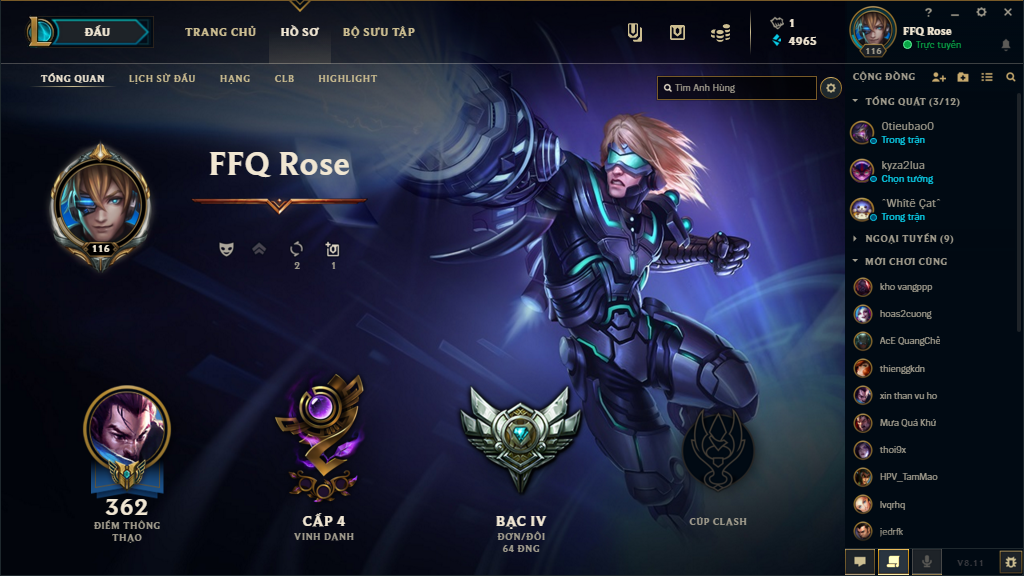 ĐẤU
TRANG CHỦ
HỒ SƠ
BỘ SƯU TẬP
1
4965
116
FFQ Rose
Trực tuyến
TỔNG QUAN
LỊCH SỬ ĐẤU
HẠNG
CLB
HIGHLIGHT
Tìm Anh Hùng
CỘNG ĐỒNG
TỔNG QUÁT (3/12)
0tieubao0
Trong trận
kyza2lua
Chọn tướng
ˆWhïtë Çatˆ
Trong trận
NGOẠI TUYẾN (9)
MỚI CHƠI CÙNG
kho vangppp
hoas2cuong
AcE QuangChê
thienggkdn
xin than vu ho
Mưa Quá Khứ
thoi9x
HPV_TamMao
lvqrhq
jedrfk
V8.11
FFQ Rose
116
2
1
362
ĐIỂM THÔNG
THẠO
CẤP 4
VINH DANH
BẠC IV
ĐƠN/ĐÔI
64 ĐNG
CÚP CLASH